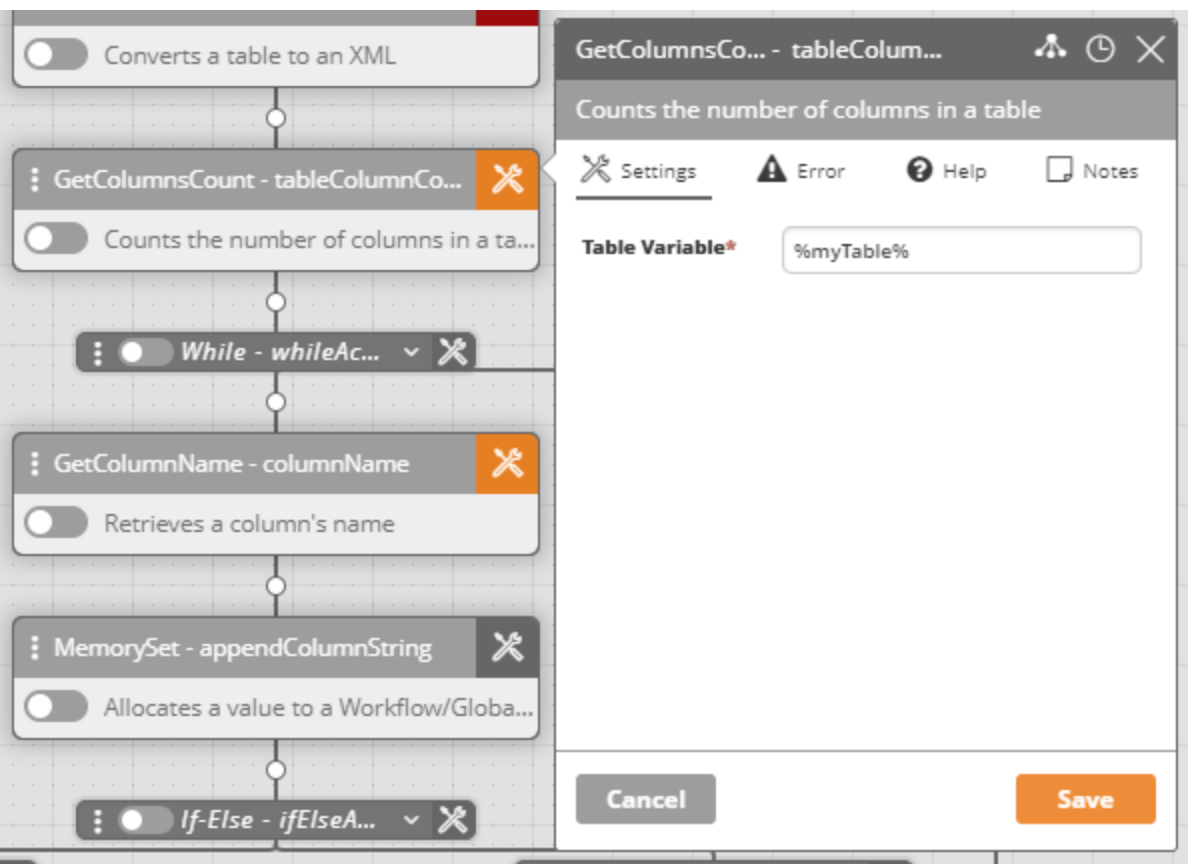 Converts a table to an XML
GetColumnsCount - tableColumnCo...
Counts the number of columns in a ta...
While - whileAc...
GetColumnName - columnName
Retrieves a column's name
MemorySet - appendColumnString
Allocates a value to a Workflow/Globa...
If-Else - ifElseA...
GetColumnsCo... - tableColum...
Counts the number of columns in a table
Settings Error Help Notes
Table Variable* %myTable%
Cancel Save